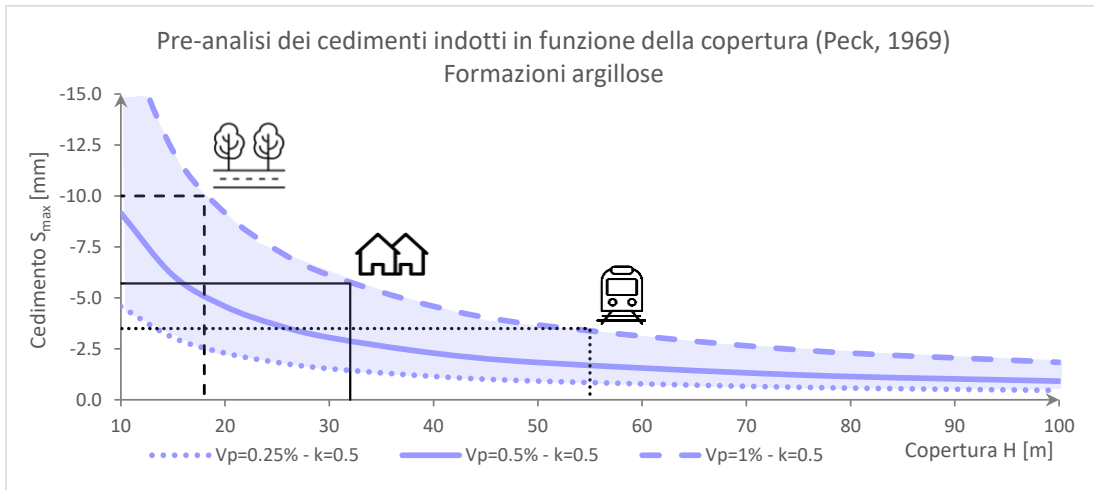 Pre-analisi dei cedimenti indotti in funzione della copertura (Peck, 1969)
Formazioni argillose
Cedimento Smax [mm]
-15.0
-12.5
-10.0
-7.5
-5.0
-2.5
0.0
10 20 30 40 50 60 70 80 90 100
Copertura H [m]
Vp=0.25% - k=0.5 Vp=0.5% - k=0.5 Vp=1% - k=0.5